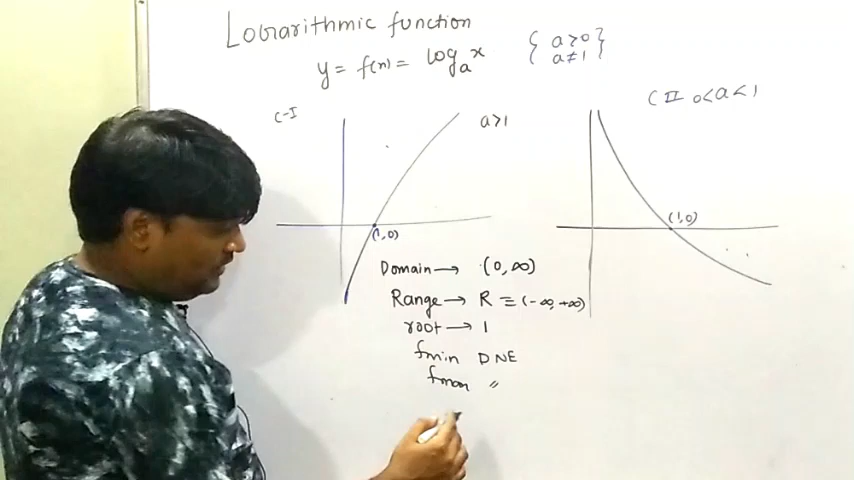 Logarithmic function
y = f(x) = log_a x { a>0 a≠1 }
C-I
a>1
C II 0<a<1
(1,0)
(1,0)
Domain → (0, ∞)
Range → R ≡ (-∞, +∞)
root → 1
fmin DNE
fmax "